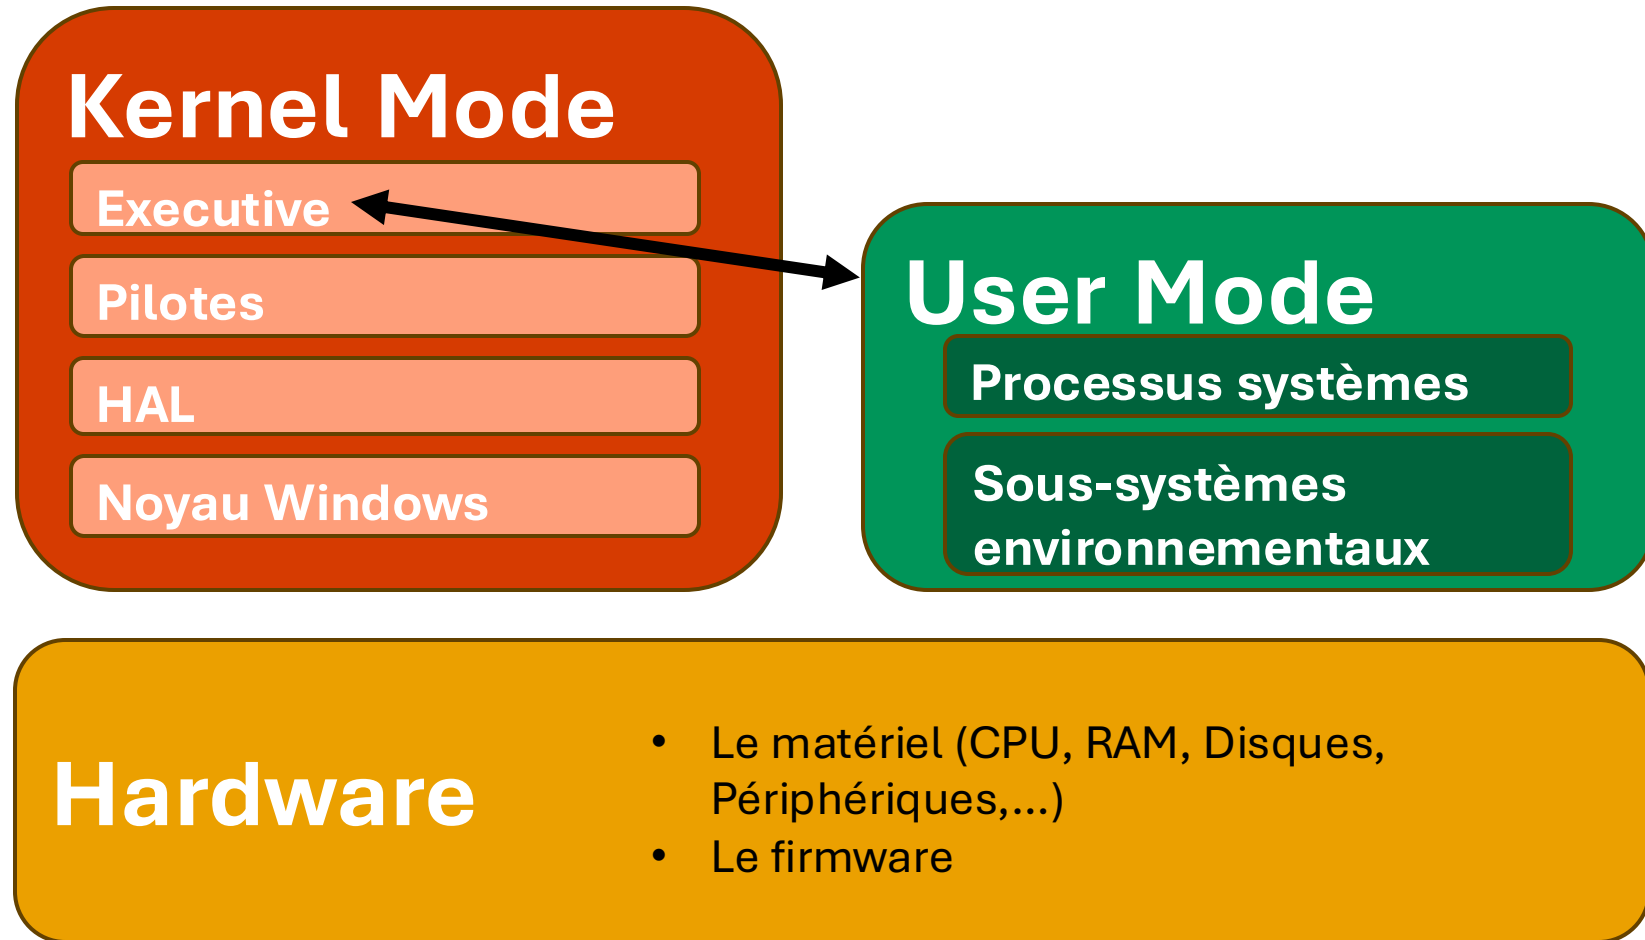 Kernel Mode
Executive
Pilotes
HAL
Noyau Windows
User Mode
Processus systèmes
Sous-systèmes
environnementaux
Hardware
• Le matériel (CPU, RAM, Disques,
Périphériques,...)
• Le firmware